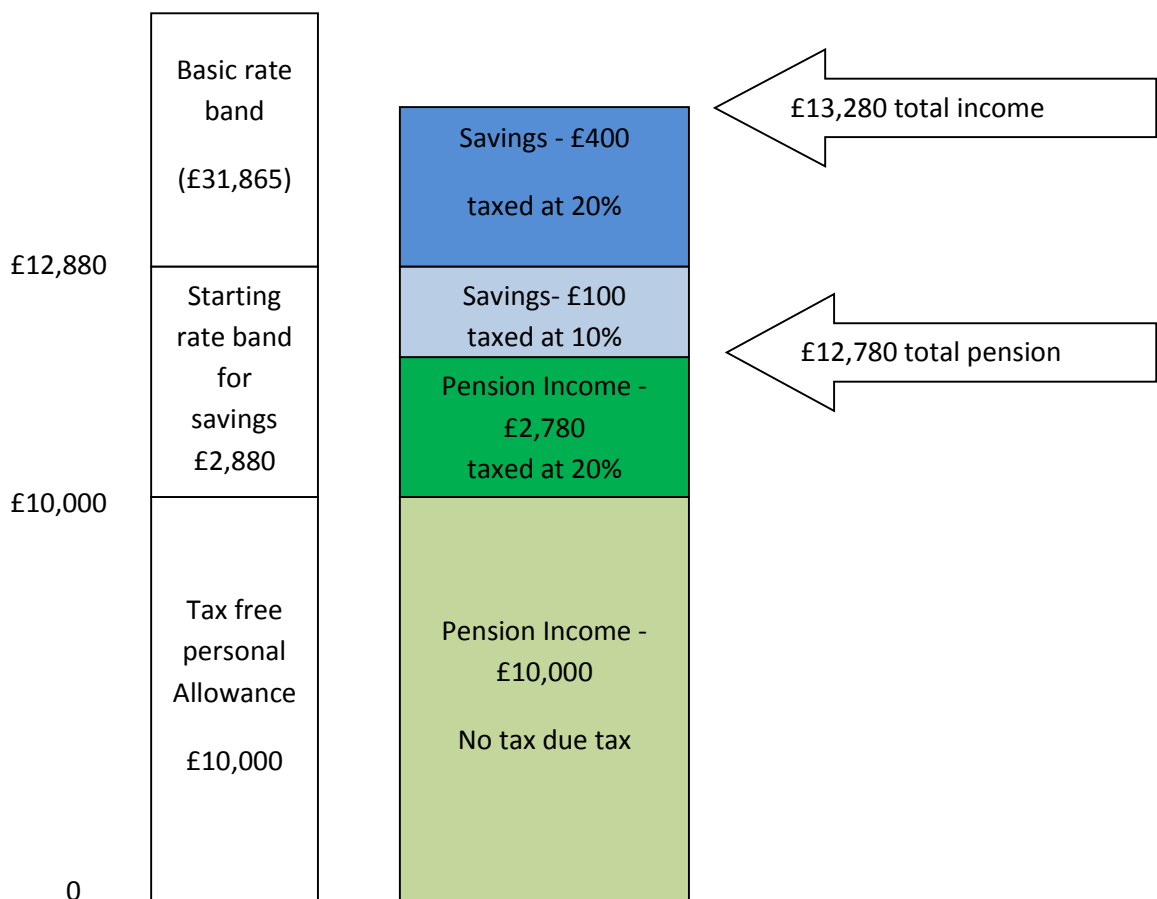 Basic rate
band
(£31,865)
£12,880
Starting
rate band
for
savings
£2,880
£10,000
Tax free
personal
Allowance
£10,000
0
Savings - £400
taxed at 20%
Savings- £100
taxed at 10%
Pension Income -
£2,780
taxed at 20%
Pension Income -
£10,000
No tax due tax
£13,280 total income
£12,780 total pension